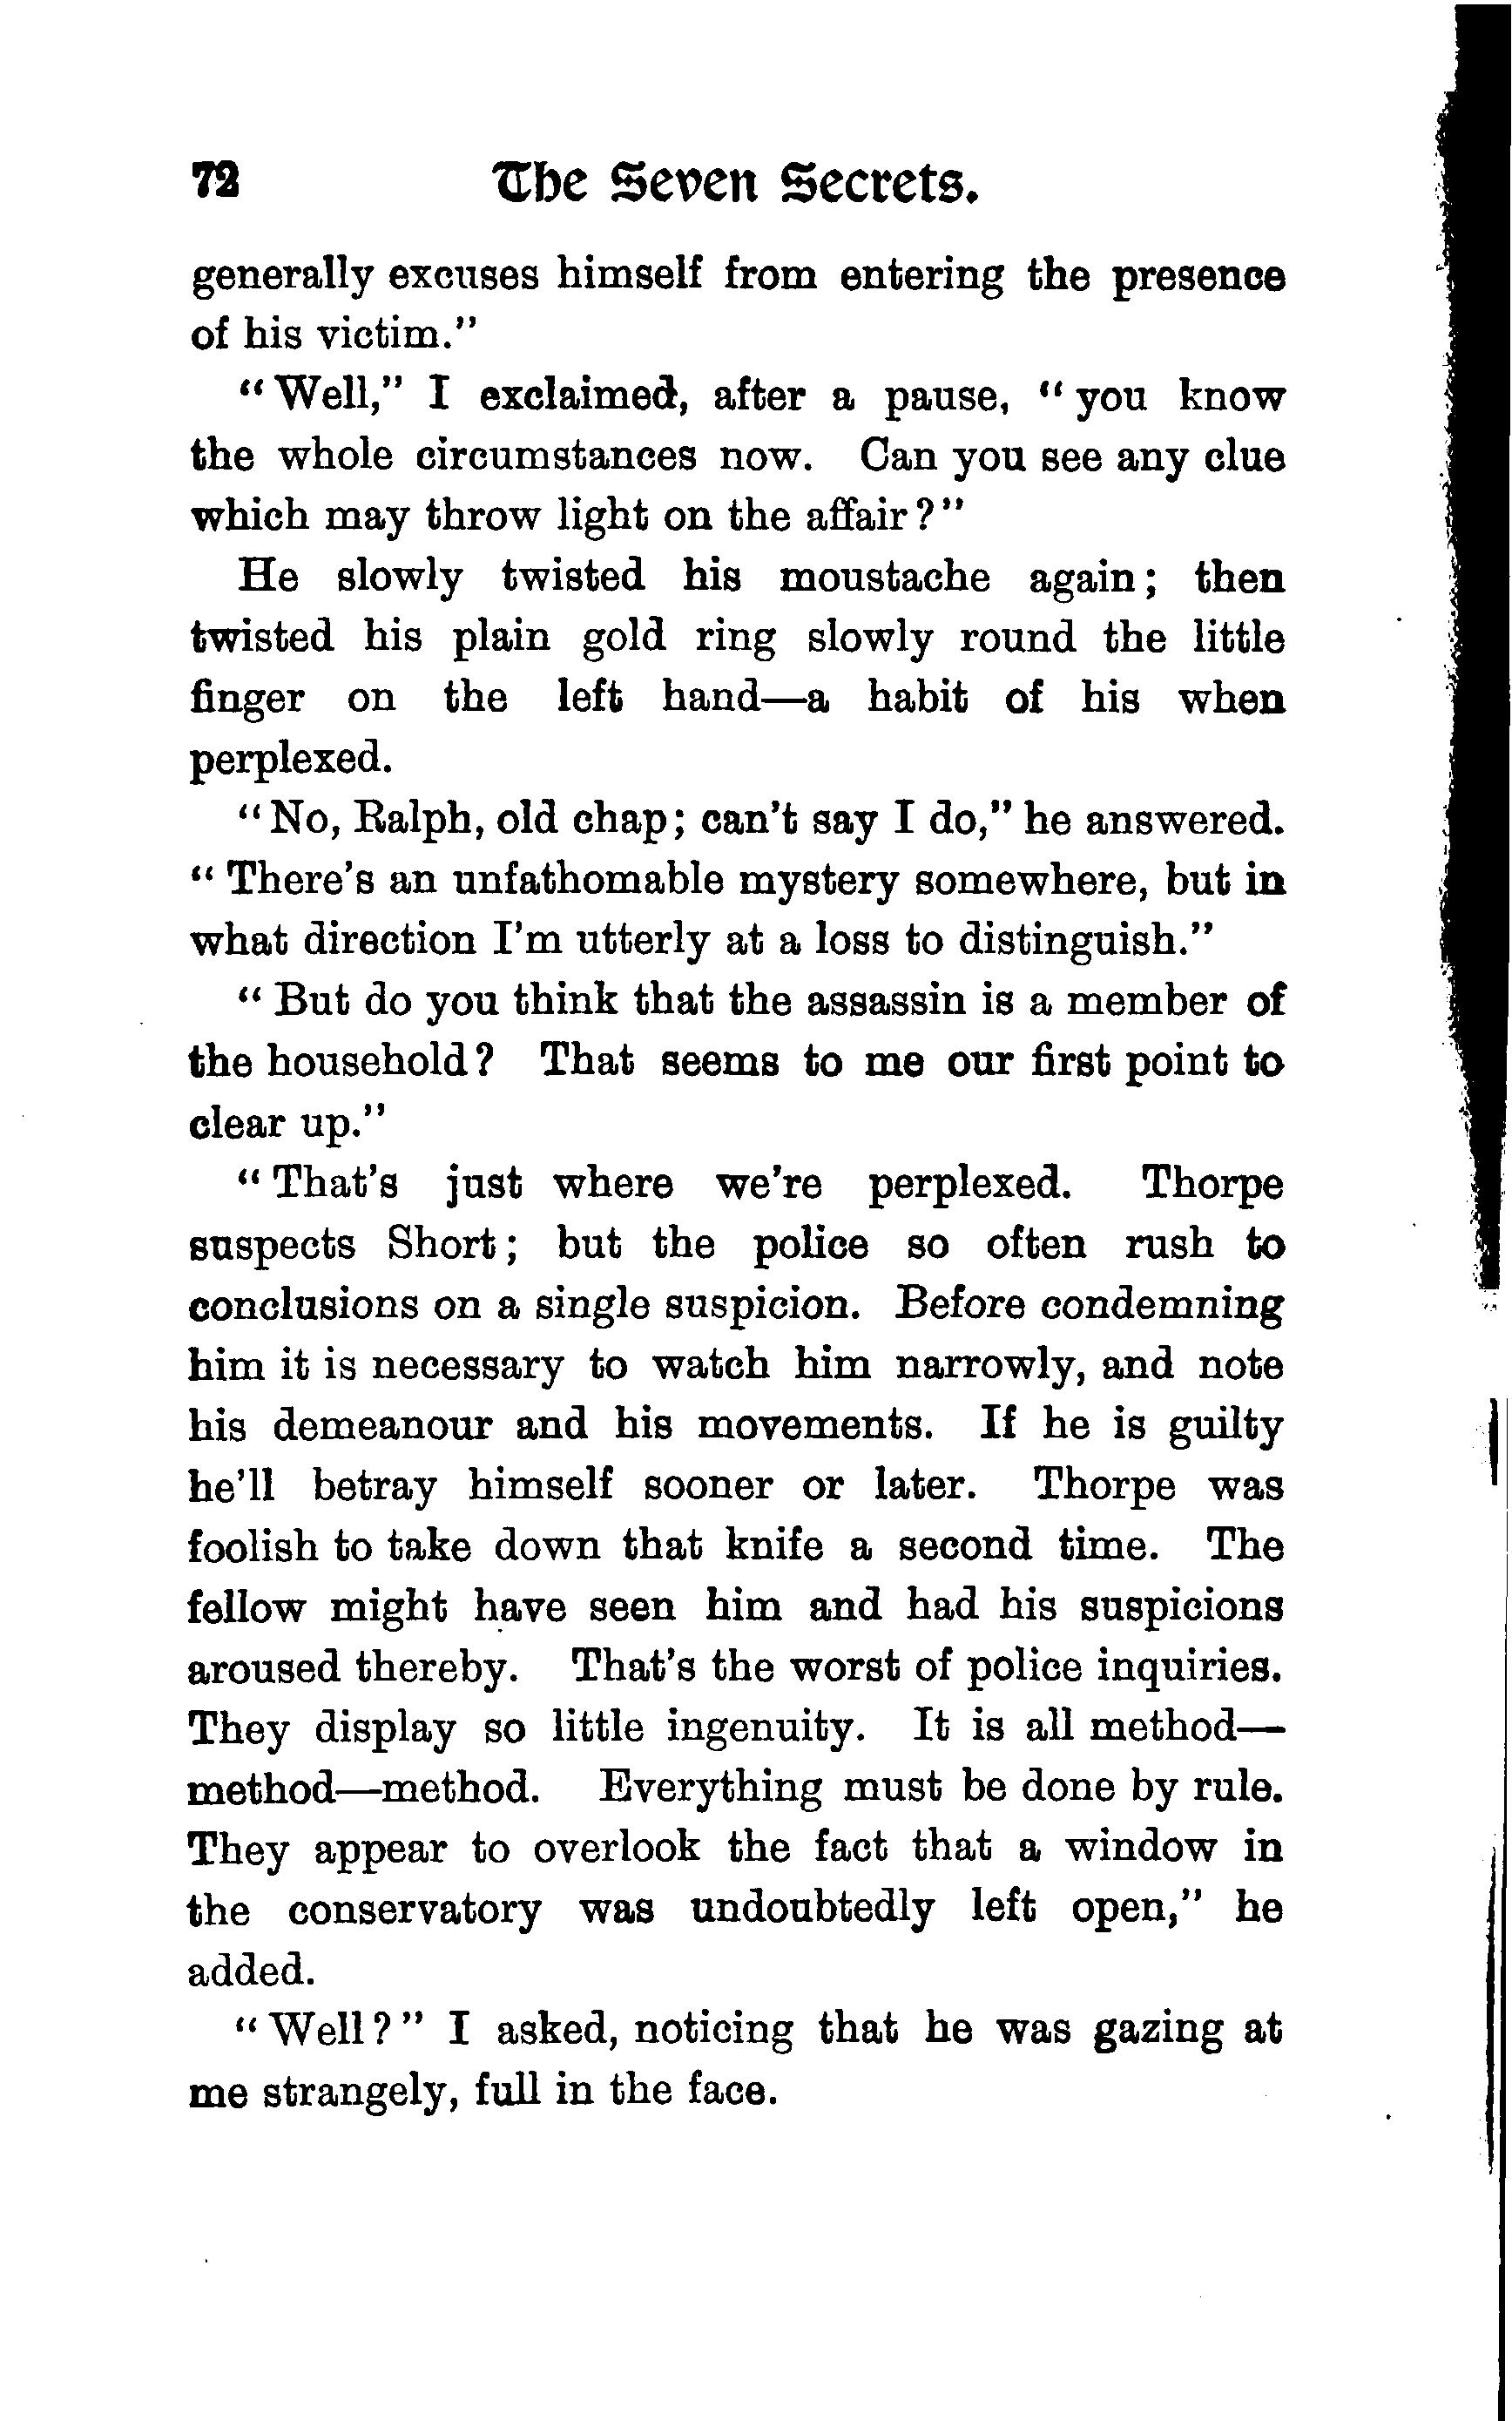 72 The Seven Secrets.
generally excuses himself from entering the presence
of his victim."
"Well," I exclaimed, after a pause, "you know
the whole circumstances now. Can you see any clue
which may throw light on the affair?"
He slowly twisted his moustache again; then
twisted his plain gold ring slowly round the little
finger on the left hand—a habit of his when
perplexed.
"No, Ralph, old chap; can't say I do," he answered.
"There's an unfathomable mystery somewhere, but in
what direction I'm utterly at a loss to distinguish."
"But do you think that the assassin is a member of
the household? That seems to me our first point to
clear up."
"That's just where we're perplexed. Thorpe
suspects Short; but the police so often rush to
conclusions on a single suspicion. Before condemning
him it is necessary to watch him narrowly, and note
his demeanour and his movements. If he is guilty
he'll betray himself sooner or later. Thorpe was
foolish to take down that knife a second time. The
fellow might have seen him and had his suspicions
aroused thereby. That's the worst of police inquiries.
They display so little ingenuity. It is all method—
method—method. Everything must be done by rule.
They appear to overlook the fact that a window in
the conservatory was undoubtedly left open," he
added.
"Well?" I asked, noticing that he was gazing at
me strangely, full in the face.